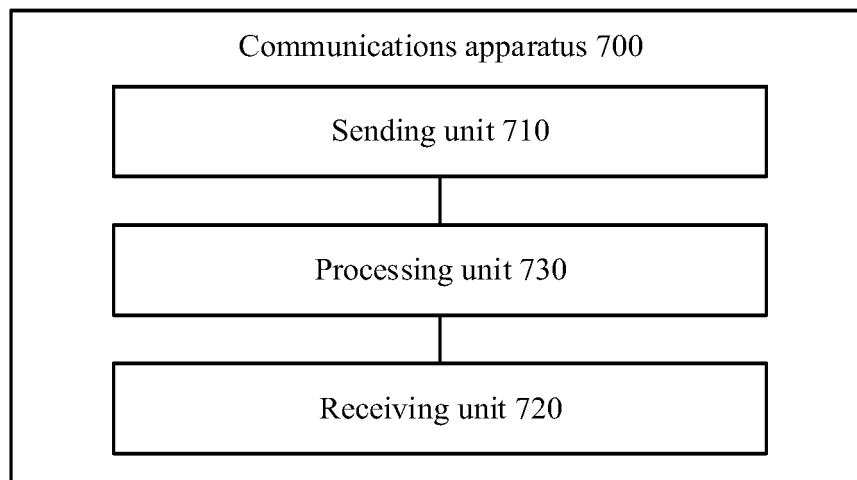 Communications apparatus 700
Sending unit 710
Processing unit 730
Receiving unit 720